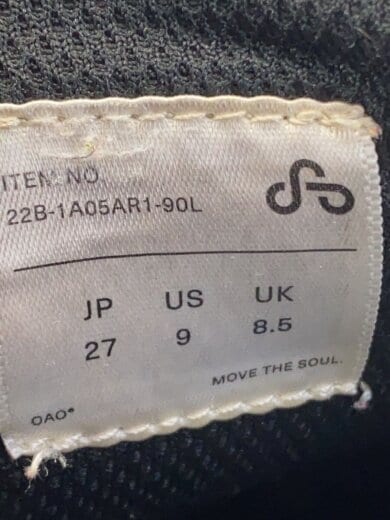 ITEM NO.
22B-1A05AR1-90L
JP US UK
27 9 8.5
MOVE THE SOUL.
OAO®